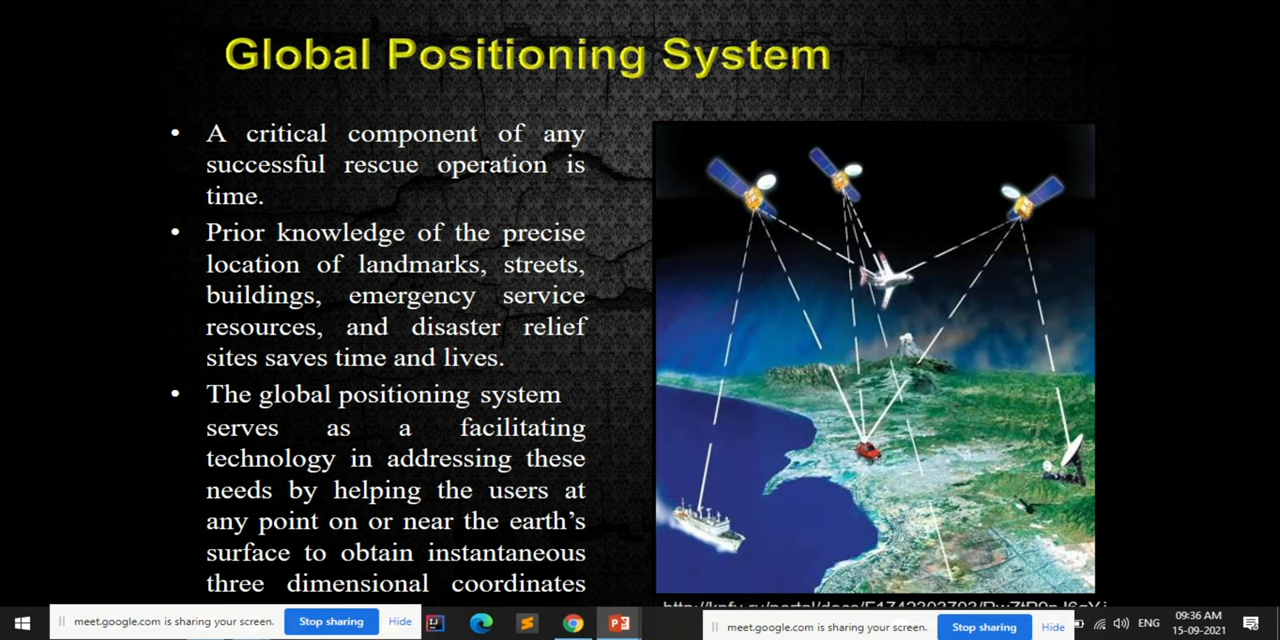 Global Positioning System
• A critical component of any
successful rescue operation is
time.
• Prior knowledge of the precise
location of landmarks, streets,
buildings, emergency service
resources, and disaster relief
sites saves time and lives.
• The global positioning system
serves as a facilitating
technology in addressing these
needs by helping the users at
any point on or near the earth's
surface to obtain instantaneous
three dimensional coordinates
meet.google.com is sharing your screen. Stop sharing Hide
meet.google.com is sharing your screen. Stop sharing Hide
ENG
09:36 AM
15-09-2021